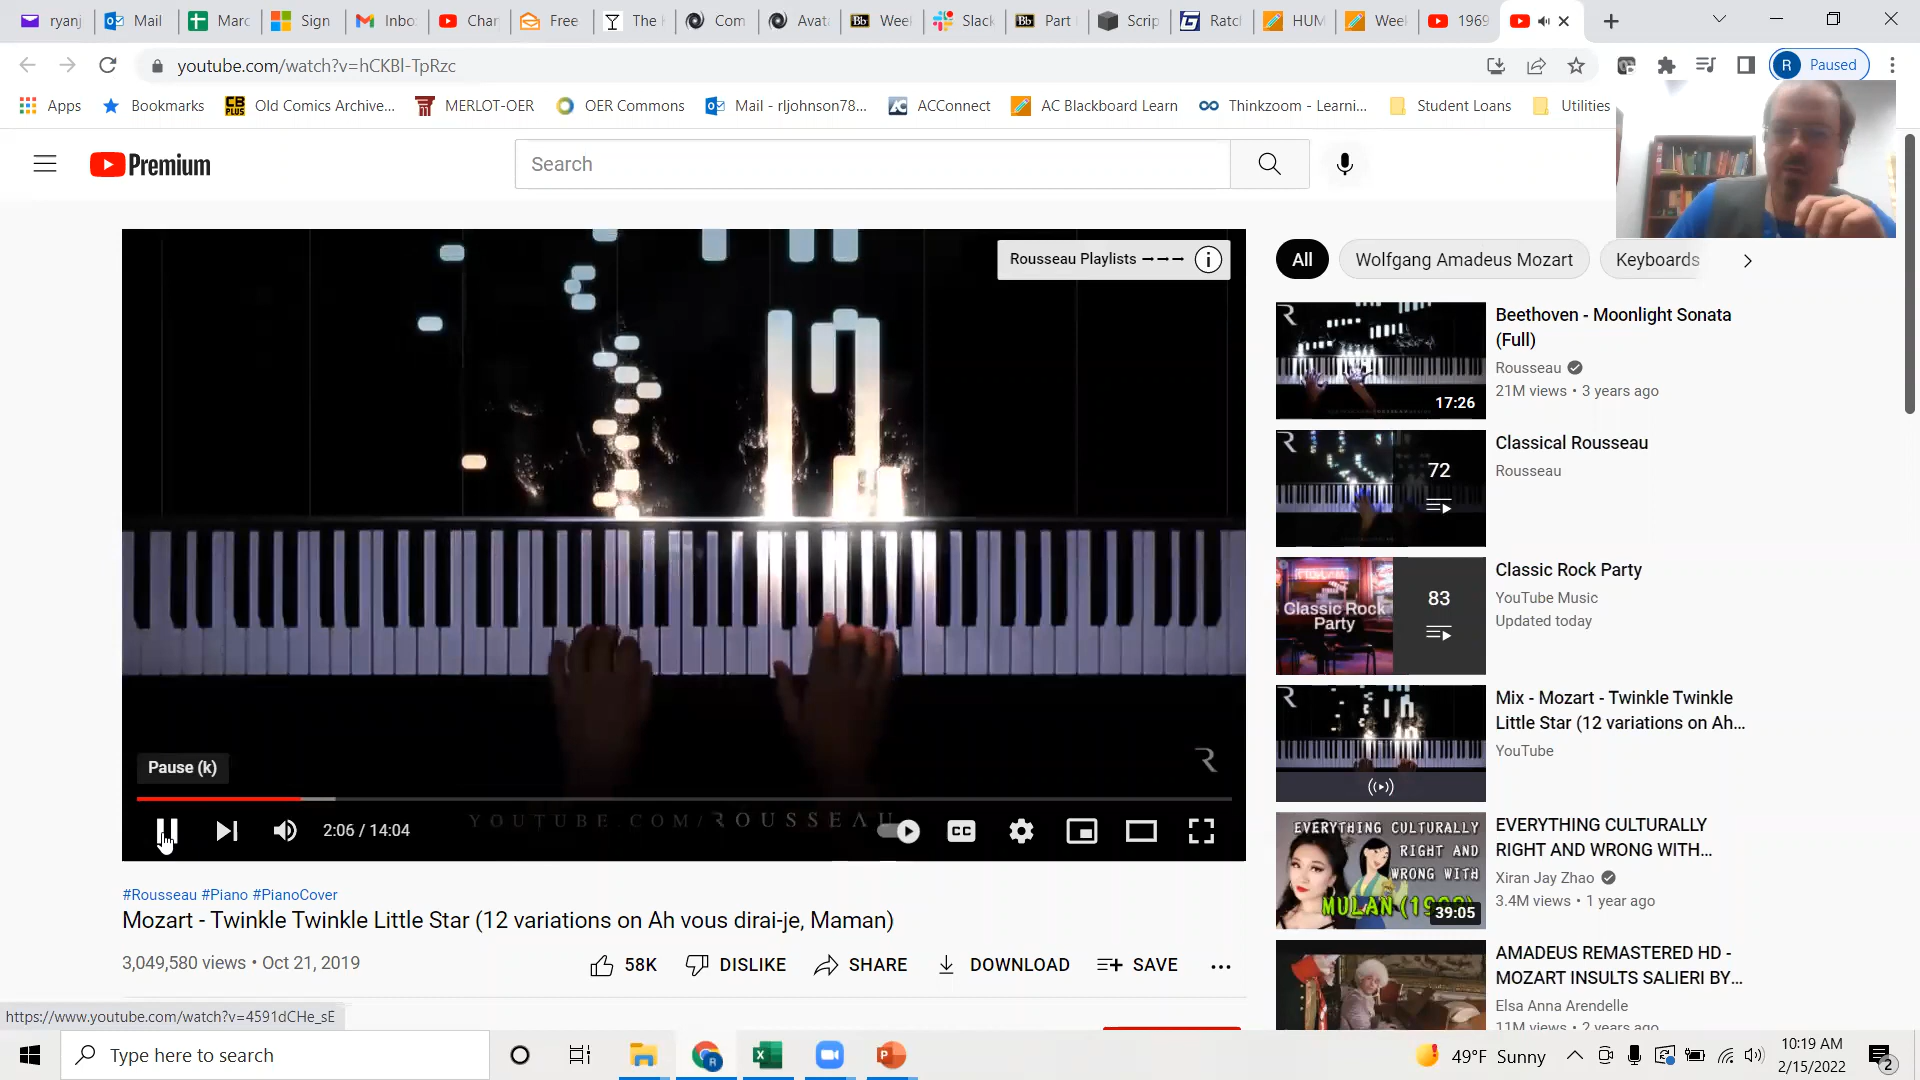 ryanj Mail Marc Sign Inbo Char Free The Com Avat Wee Slack Part Scrip Ratc HUM Wee 1969
youtube.com/watch?v=hCKBl-TpRzc
R Paused
Apps Bookmarks Old Comics Archive... MERLOT-OER OER Commons Mail - rljohnson78... ACConnect AC Blackboard Learn Thinkzoom - Learni... Student Loans Utilities
Premium
Search
Rousseau Playlists
All Wolfgang Amadeus Mozart Keyboards
Beethoven - Moonlight Sonata
(Full)
Rousseau
21M views • 3 years ago
17:26
Classical Rousseau
Rousseau
72
Classic Rock Party
YouTube Music
Updated today
Classic Rock
Party
83
Mix - Mozart - Twinkle Twinkle
Little Star (12 variations on Ah...
YouTube
EVERYTHING CULTURALLY
RIGHT AND
WRONG WITH
MULAN
39:05
EVERYTHING CULTURALLY
RIGHT AND WRONG WITH...
Xiran Jay Zhao
3.4M views • 1 year ago
AMADEUS REMASTERED HD -
MOZART INSULTS SALIERI BY...
Elsa Anna Arendelle
11M views • 2 years ago
Pause (k)
YOUTUBE.COM/ROUSSEAU
2:06 / 14:04
CC
#Rousseau #Piano #PianoCover
Mozart - Twinkle Twinkle Little Star (12 variations on Ah vous dirai-je, Maman)
3,049,580 views • Oct 21, 2019
58K DISLIKE SHARE DOWNLOAD SAVE
https://www.youtube.com/watch?v=4591dCHe_sE
Type here to search
49°F Sunny
10:19 AM
2/15/2022
2